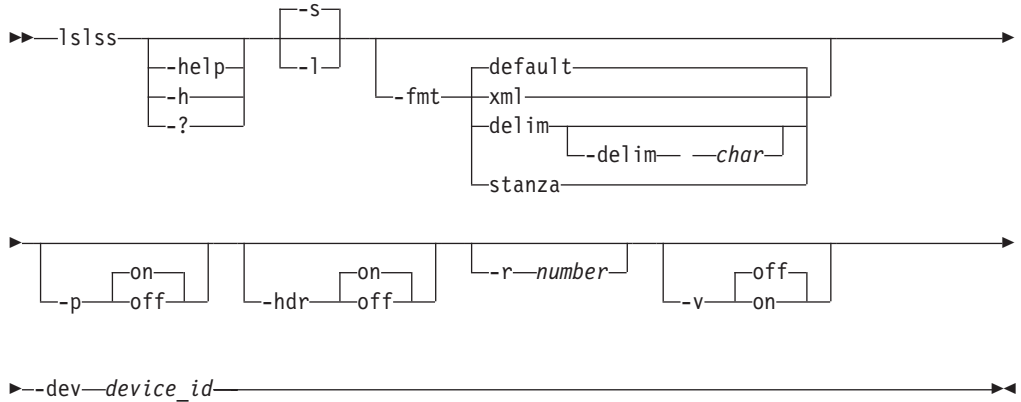 -s
lslss
-help
-l
default
-h
-fmt
xml
-?
delim
-delim char
stanza
on
on
off
-p off
-hdr off
-r number
-v on
-dev device_id